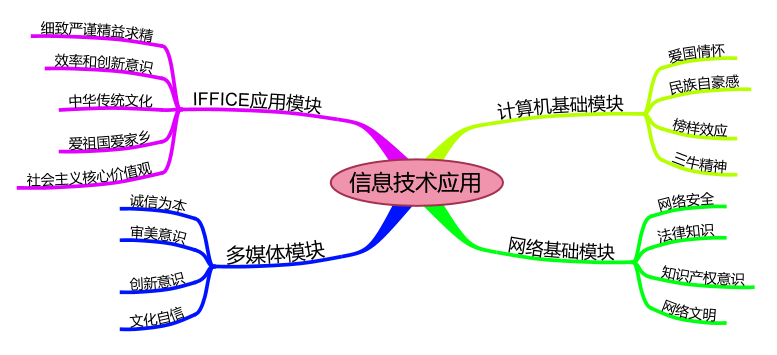 信息技术应用
IFFICE应用模块
细致严谨精益求精
效率和创新意识
中华传统文化
爱祖国爱家乡
社会主义核心价值观
多媒体模块
诚信为本
审美意识
创新意识
文化自信
计算机基础模块
爱国情怀
民族自豪感
榜样效应
三牛精神
网络基础模块
网络安全
法律知识
知识产权意识
网络文明